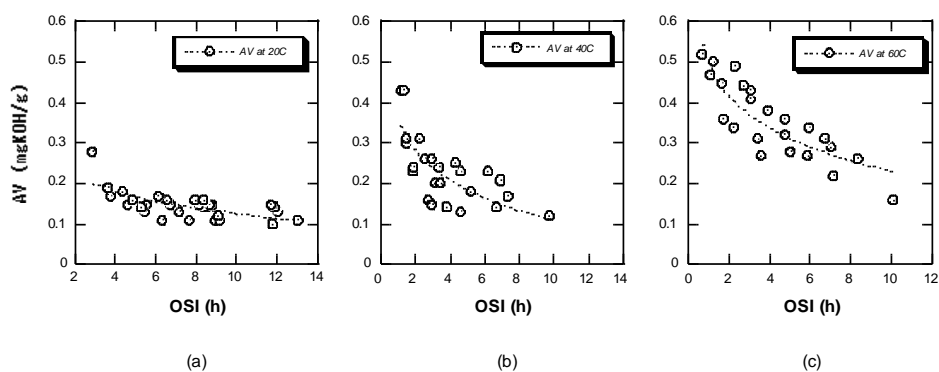 AV (mgKOH/g)
0.6
0.5
0.4
0.3
0.2
0.1
0
2 4 6 8 10 12 14
OSI (h)
AV at 20C
(a)
0.6
0.5
0.4
0.3
0.2
0.1
0
0 2 4 6 8 10 12 14
OSI (h)
AV at 40C
(b)
0.6
0.5
0.4
0.3
0.2
0.1
0
0 2 4 6 8 10 12
OSI (h)
AV at 60C
(c)